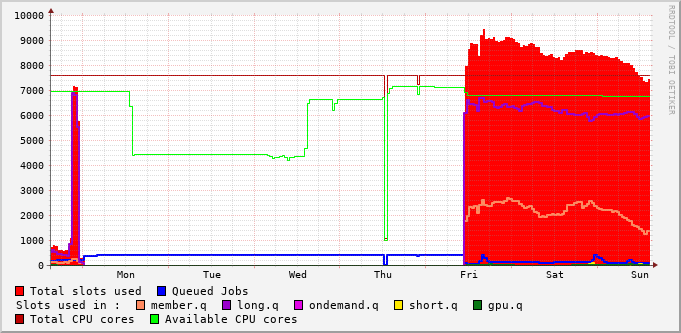 RRDTOOL / TOBI OETIKER
10000
9000
8000
7000
6000
5000
4000
3000
2000
1000
0
Mon Tue Wed Thu Fri Sat Sun
Total slots used Queued Jobs
Slots used in : member.q long.q ondemand.q short.q gpu.q
Total CPU cores Available CPU cores